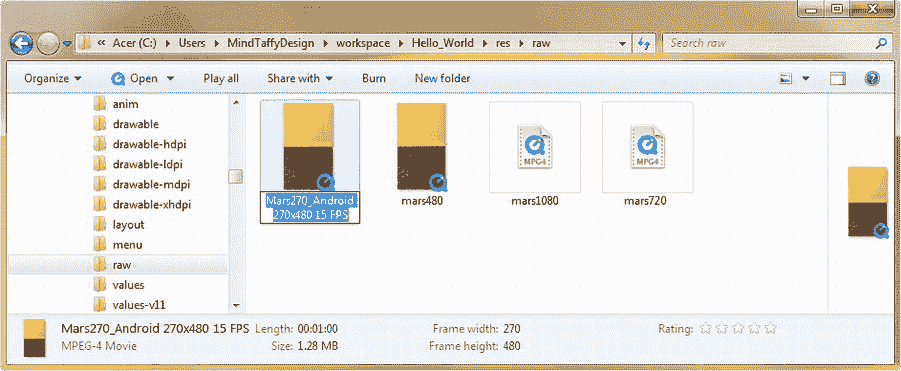 « Acer (C:) ▸ Users ▸ MindTaffyDesign ▸ workspace ▸ Hello_World ▸ res ▸ raw
Search raw
Organize Open Play all Share with Burn New folder
anim
drawable
drawable-hdpi
drawable-ldpi
drawable-mdpi
drawable-xhdpi
layout
menu
raw
values
values-v11
Mars270_Android
270x480 15 FPS
mars480
MPG4
mars1080
MPG4
mars720
Mars270_Android 270x480 15 FPS
MPEG-4 Movie
Length: 00:01:00
Size: 1.28 MB
Frame width: 270
Frame height: 480
Rating: